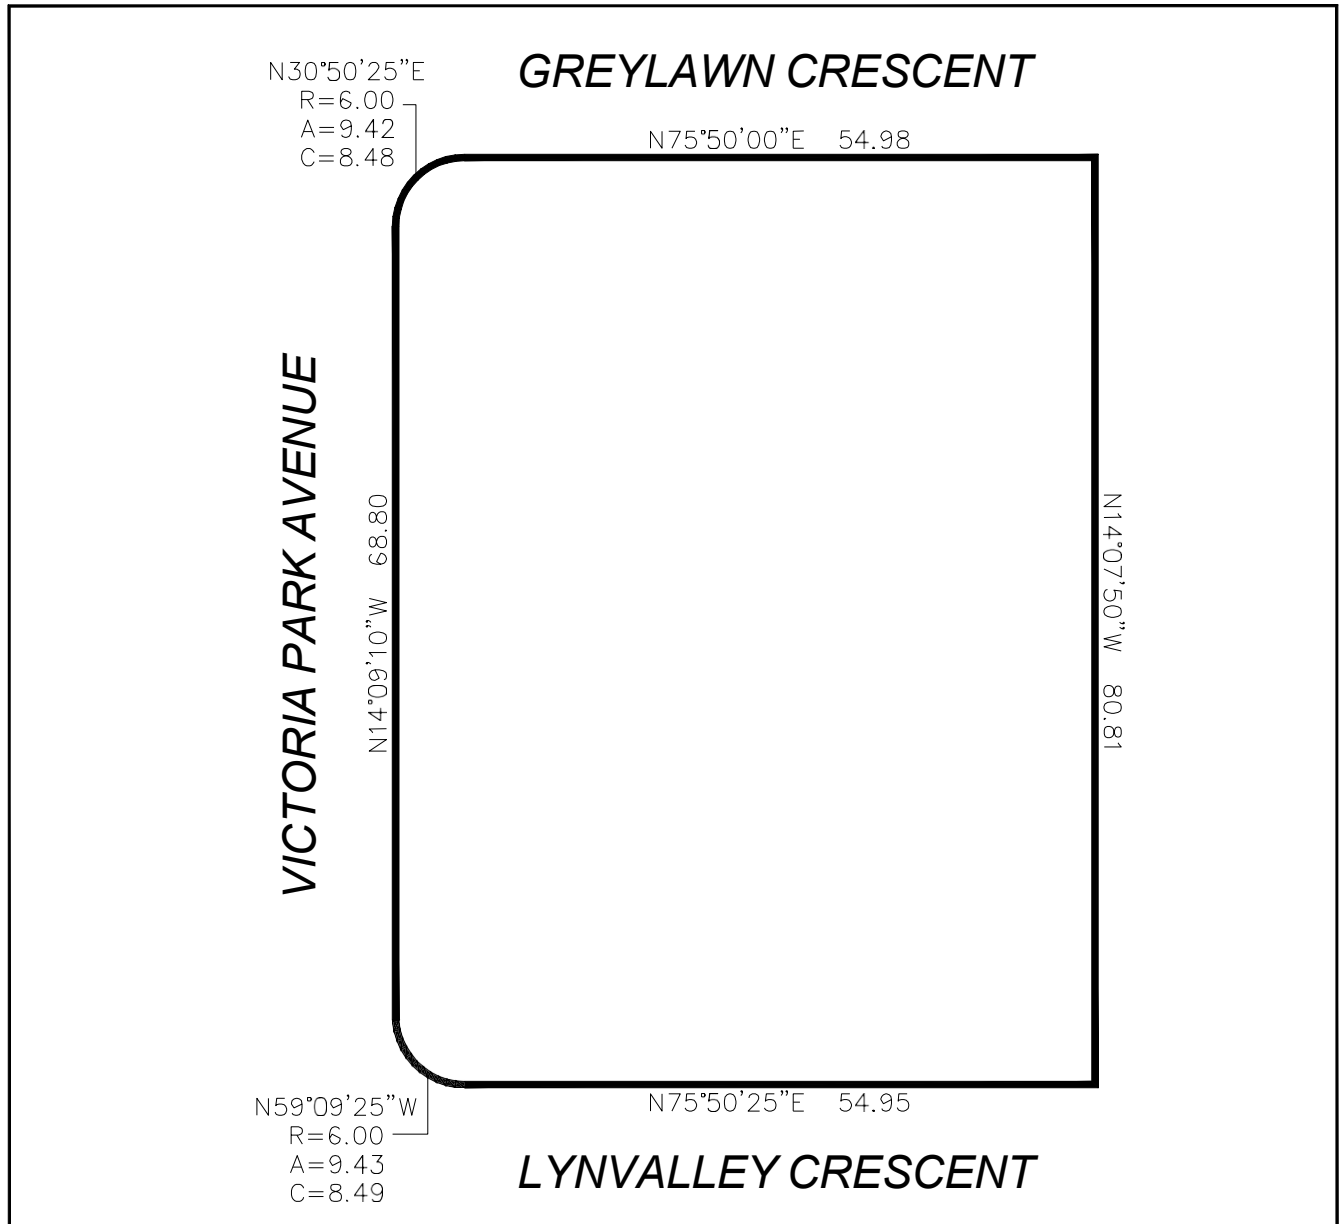 GREYLAWN CRESCENT
N30°50'25"E
R=6.00
A=9.42
C=8.48
N75°50'00"E 54.98
VICTORIA PARK AVENUE
N14°09'10"W 68.80
N14°07'50"W 80.81
N75°50'25"E 54.95
N59°09'25"W
R=6.00
A=9.43
C=8.49
LYNVALLEY CRESCENT